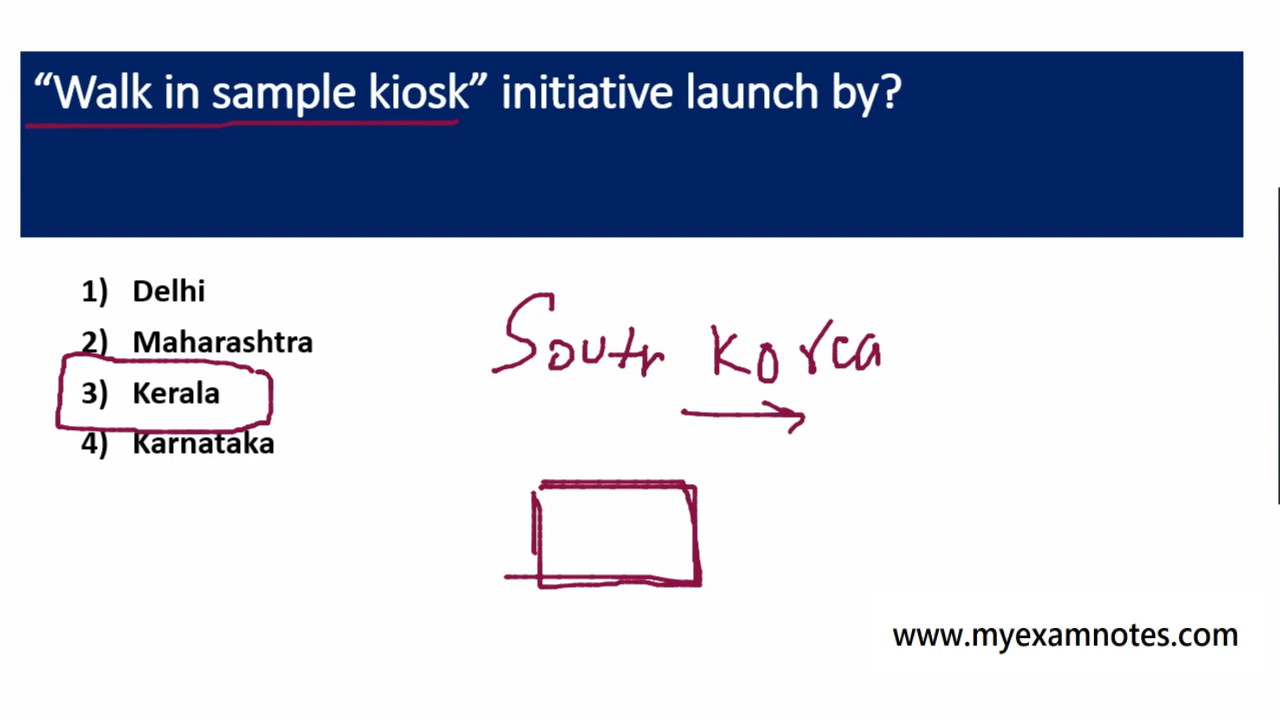 “Walk in sample kiosk” initiative launch by?
1) Delhi
2) Maharashtra
3) Kerala
4) Karnataka
South Korea
www.myexamnotes.com